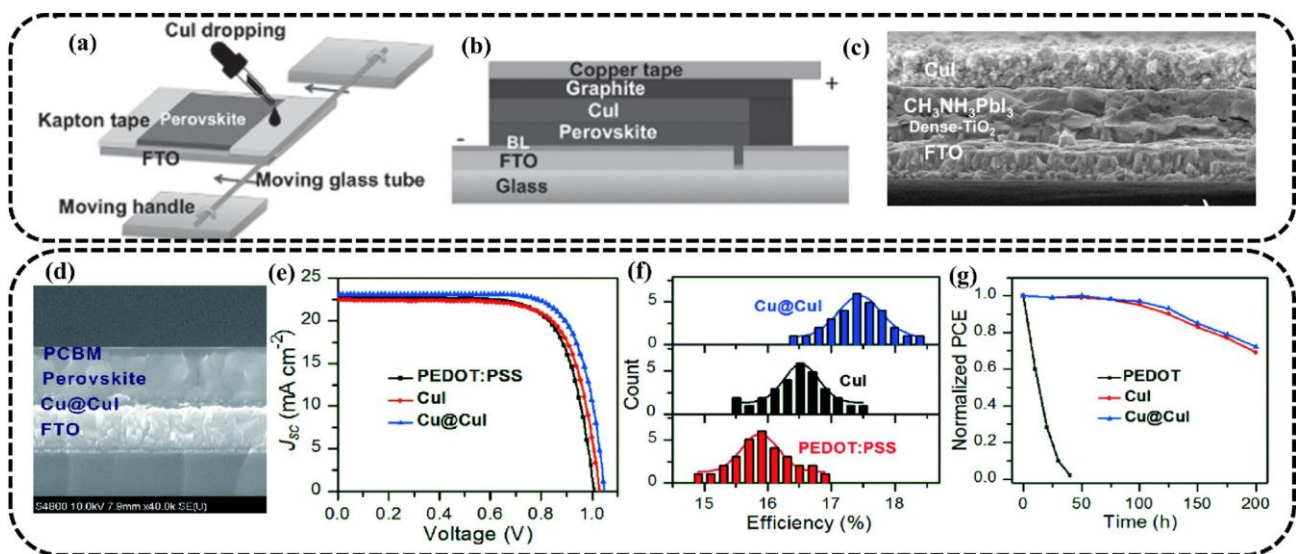 (a)
CuI dropping
Kapton tape
Perovskite
FTO
Moving glass tube
Moving handle
(b)
Copper tape
+
Graphite
CuI
Perovskite
-
BL
FTO
Glass
(c)
CuI
CH3NH3PbI3
Dense-TiO2
FTO
(d)
PCBM
Perovskite
Cu@CuI
FTO
S4800 10.0kV 7.9mm x40.0k SE(U)
(e)
25
20
15
10
5
0
JSC (mA cm-2)
PEDOT:PSS
CuI
Cu@CuI
0.0 0.2 0.4 0.6 0.8 1.0
Voltage (V)
(f)
5
0
Cu@CuI
5
0
CuI
5
0
PEDOT:PSS
Count
15 16 17 18
Efficiency (%)
(g)
1.0
0.8
0.6
0.4
0.2
0.0
Normalized PCE
PEDOT
CuI
Cu@CuI
0 25 50 75 100 125 150 175 200
Time (h)